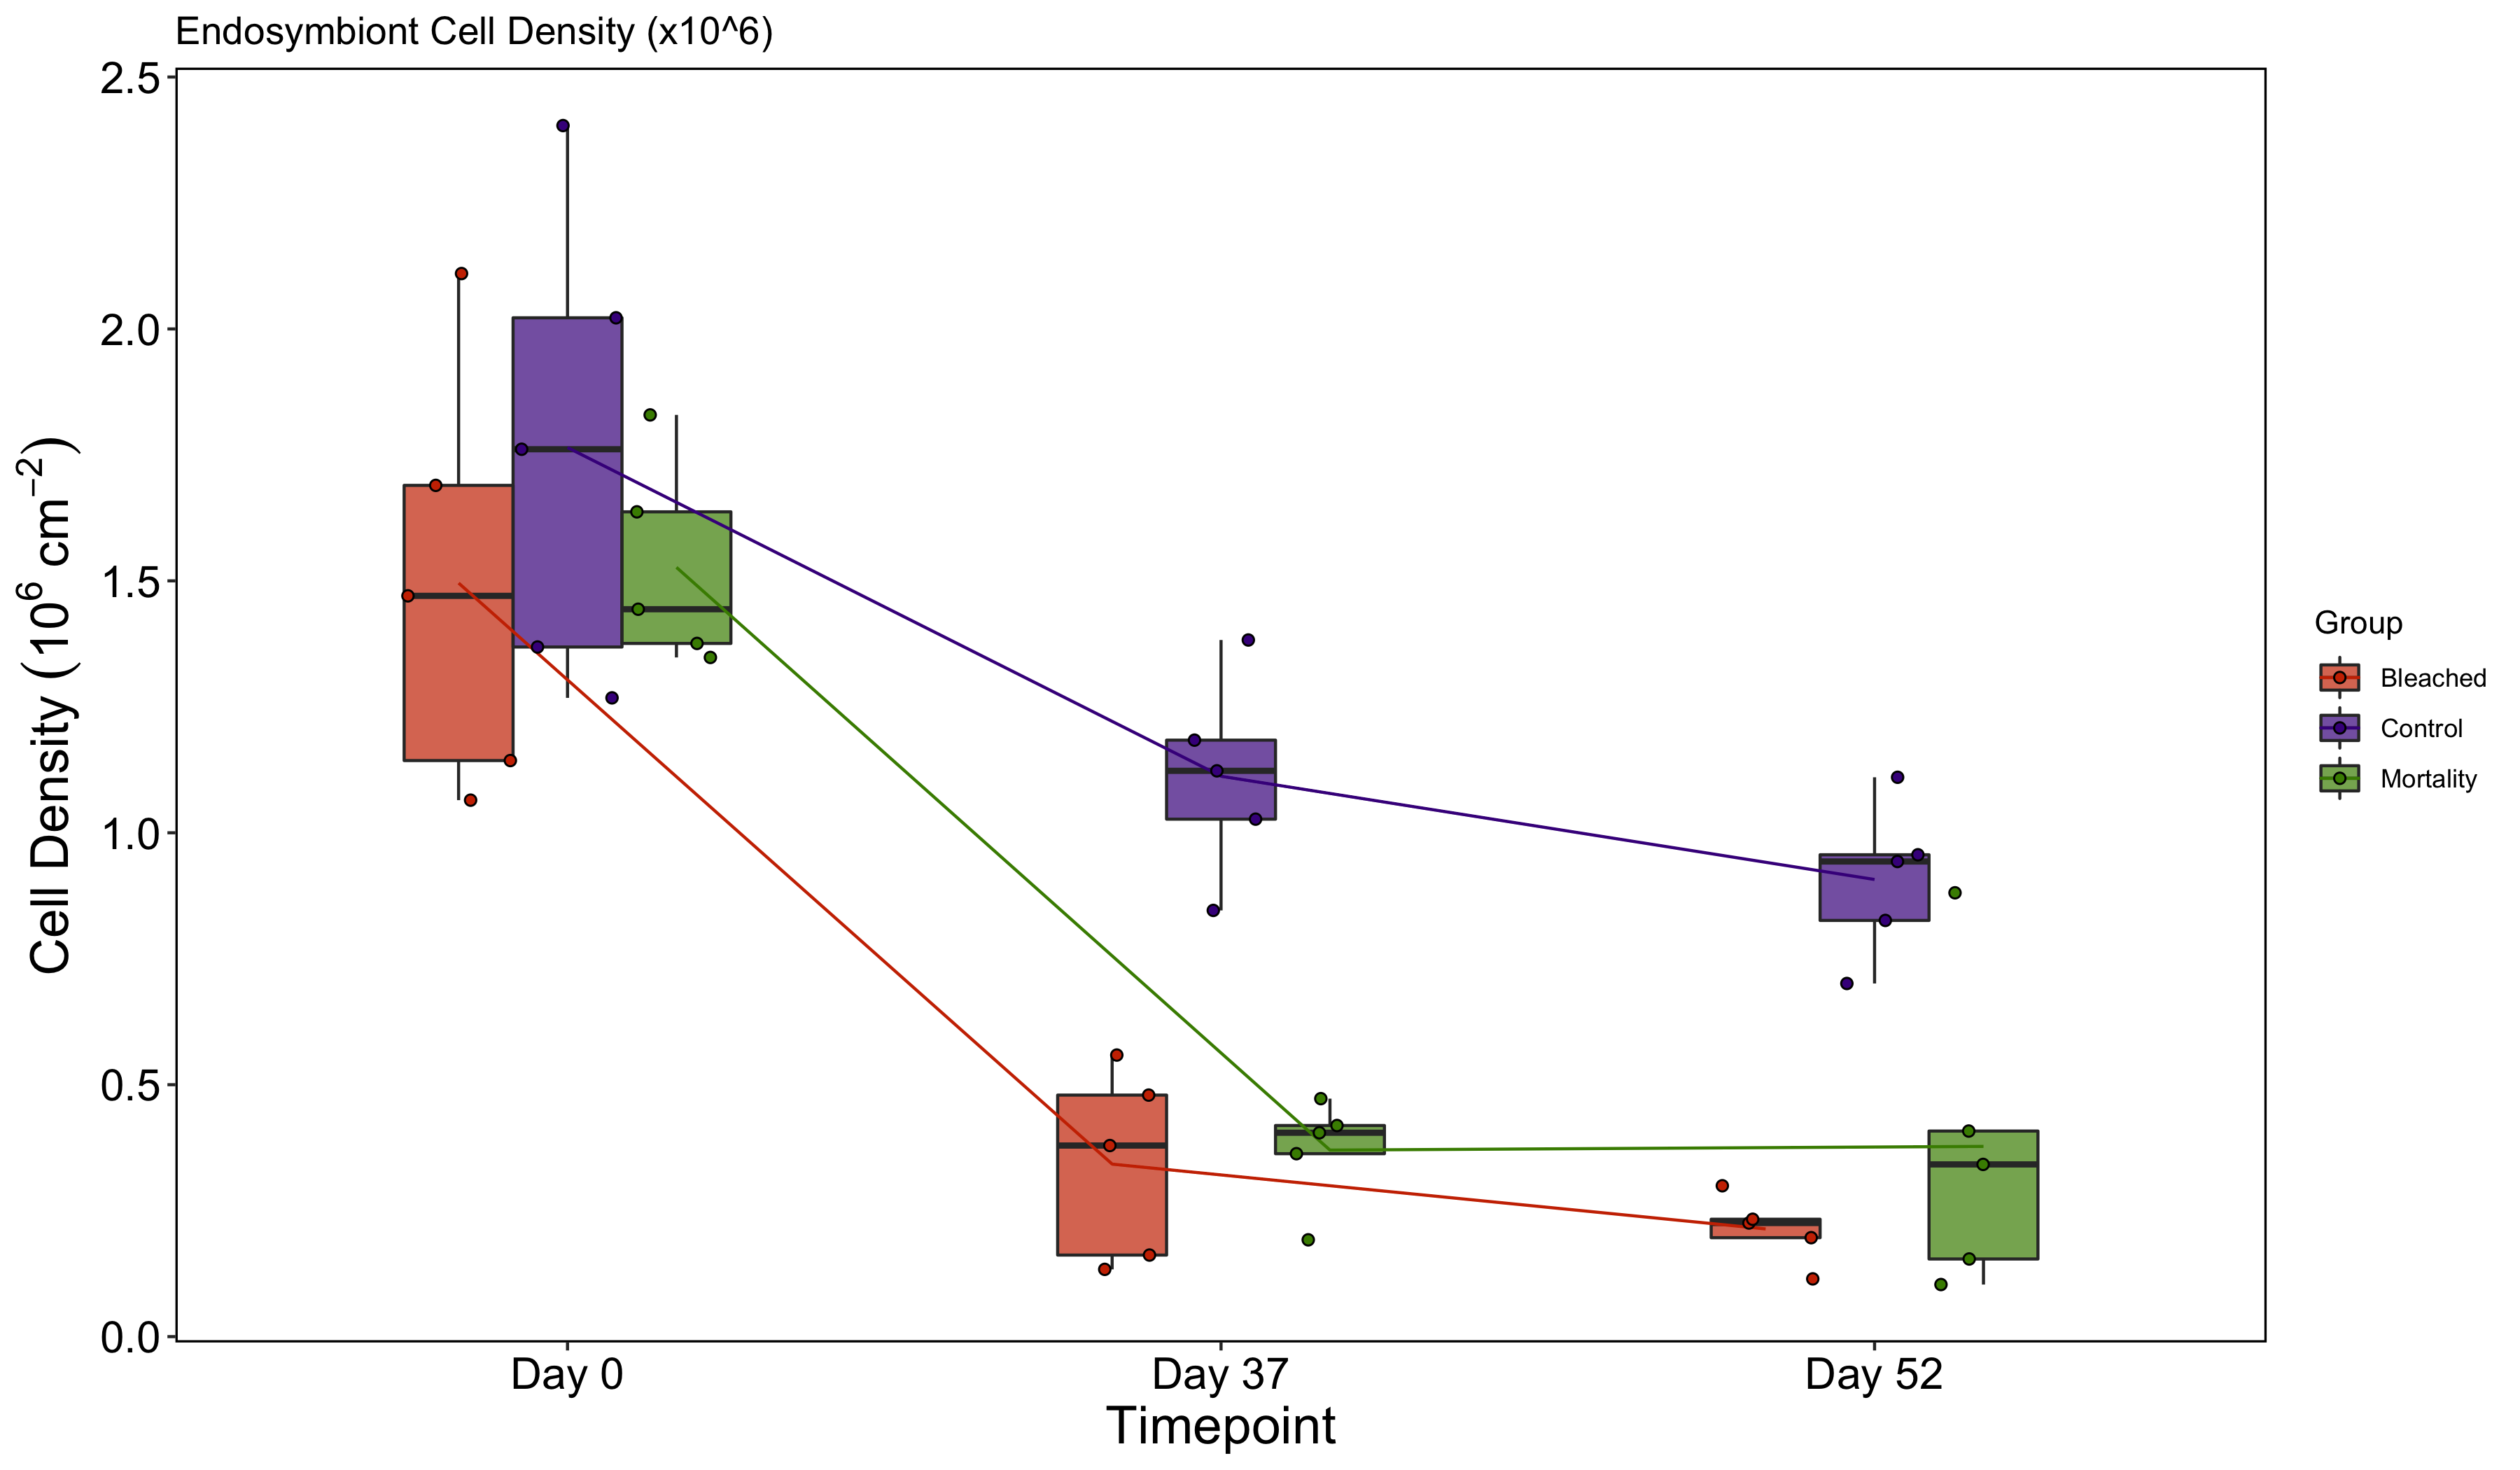 Endosymbiont Cell Density (x10^6)
Cell Density (10⁶ cm⁻²)
2.5
2.0
1.5
1.0
0.5
0.0
Day 0
Day 37
Day 52
Timepoint
Group
Bleached
Control
Mortality